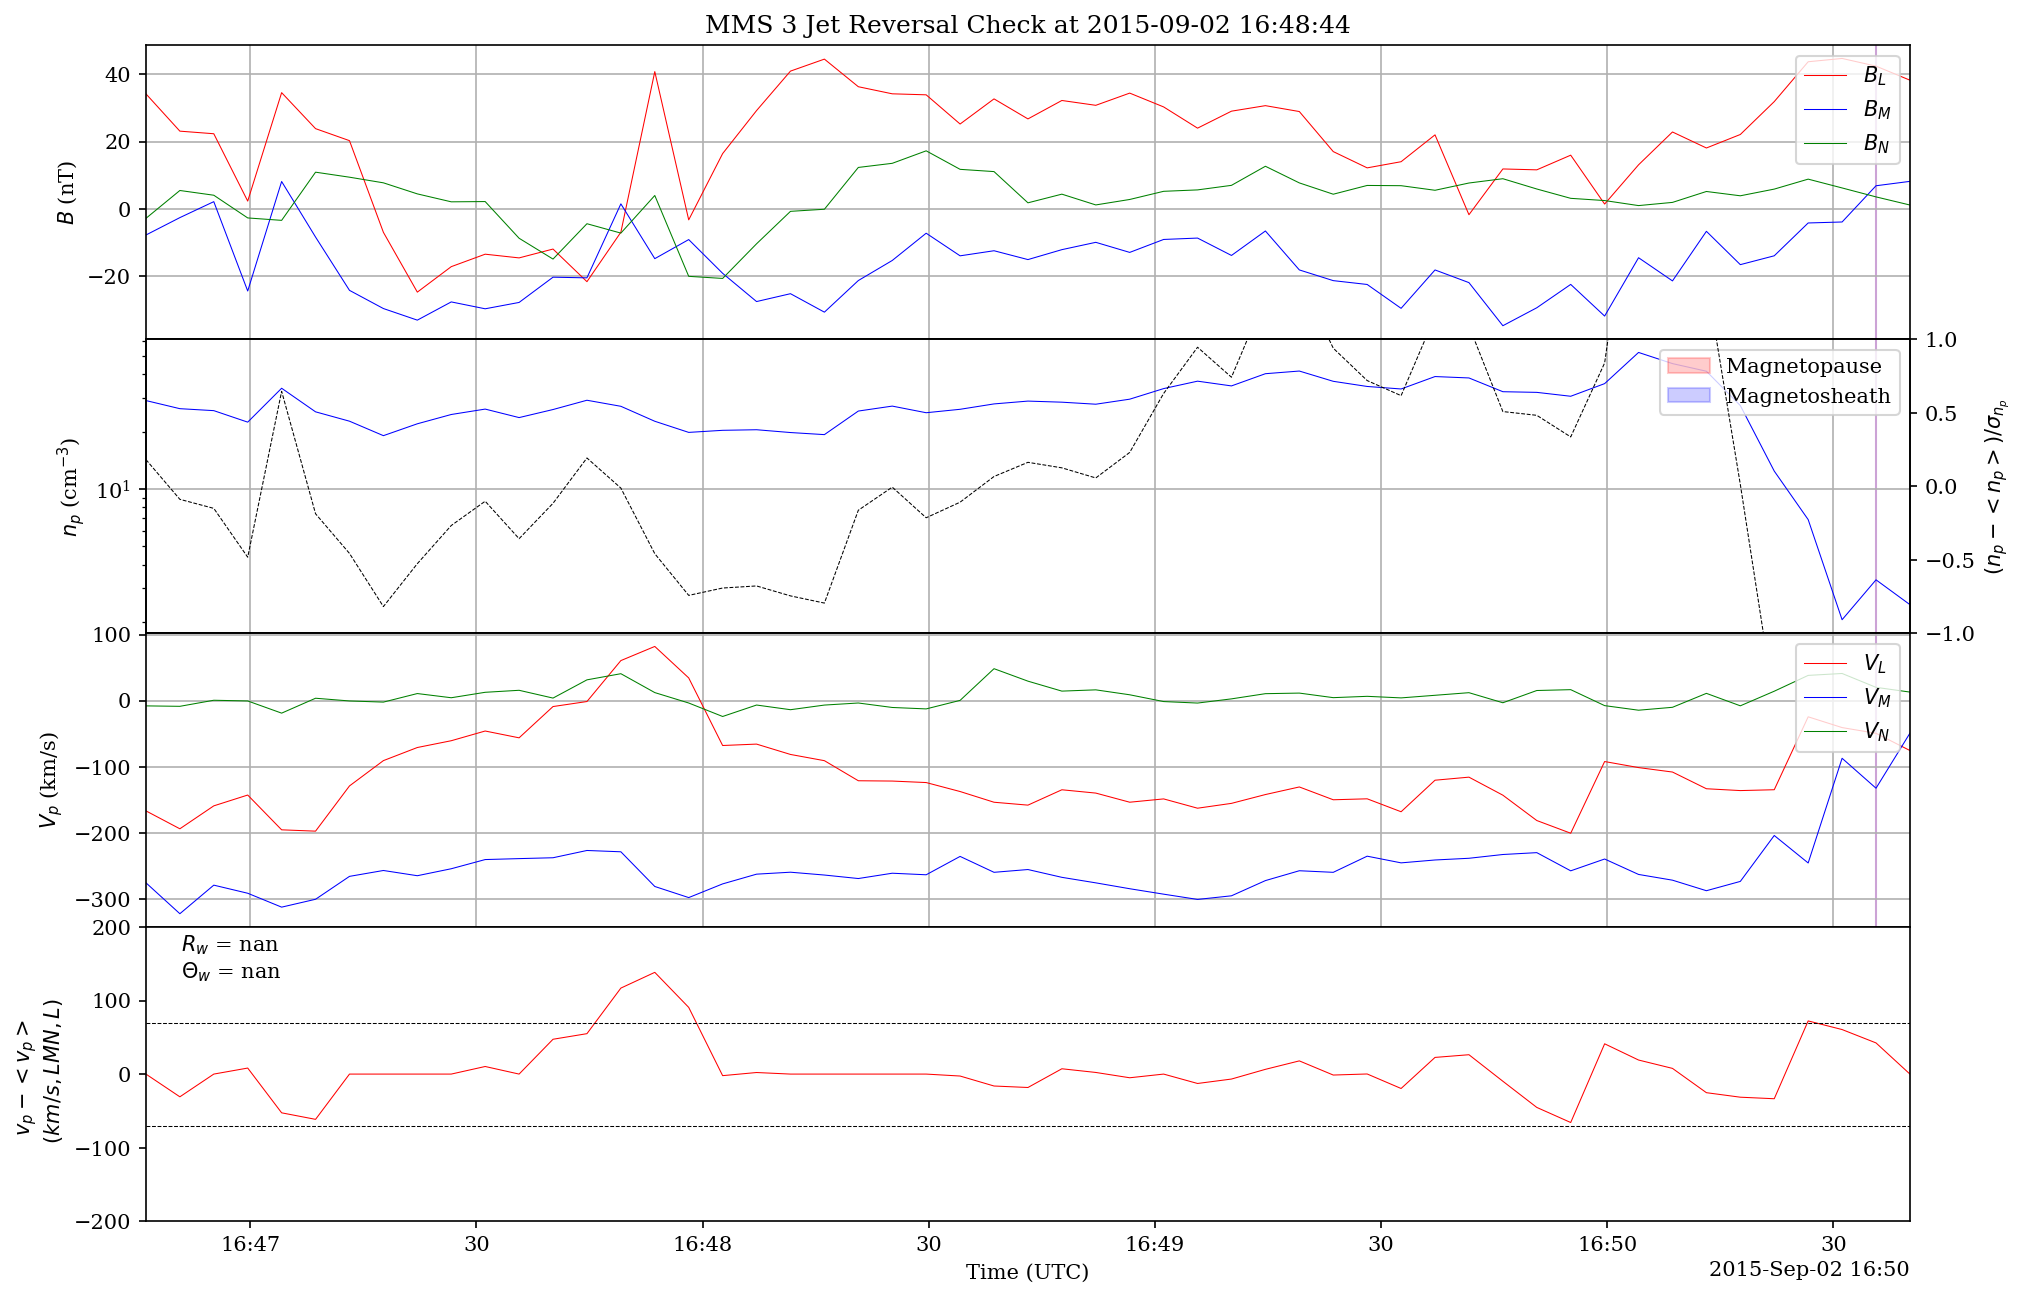 MMS 3 Jet Reversal Check at 2015-09-02 16:48:44
40
20
0
−20
B (nT)
B_L
B_M
B_N
10^1
n_p (cm^−3)
1.0
0.5
0.0
−0.5
−1.0
(n_p − < n_p >)/σ_{n_p}
Magnetopause
Magnetosheath
100
0
−100
−200
−300
V_p (km/s)
V_L
V_M
V_N
200
100
0
−100
−200
v_p − < v_p >
(km/s, LMN, L)
R_w = nan
Θ_w = nan
16:47 30 16:48 30 16:49 30 16:50 30
Time (UTC)
2015-Sep-02 16:50